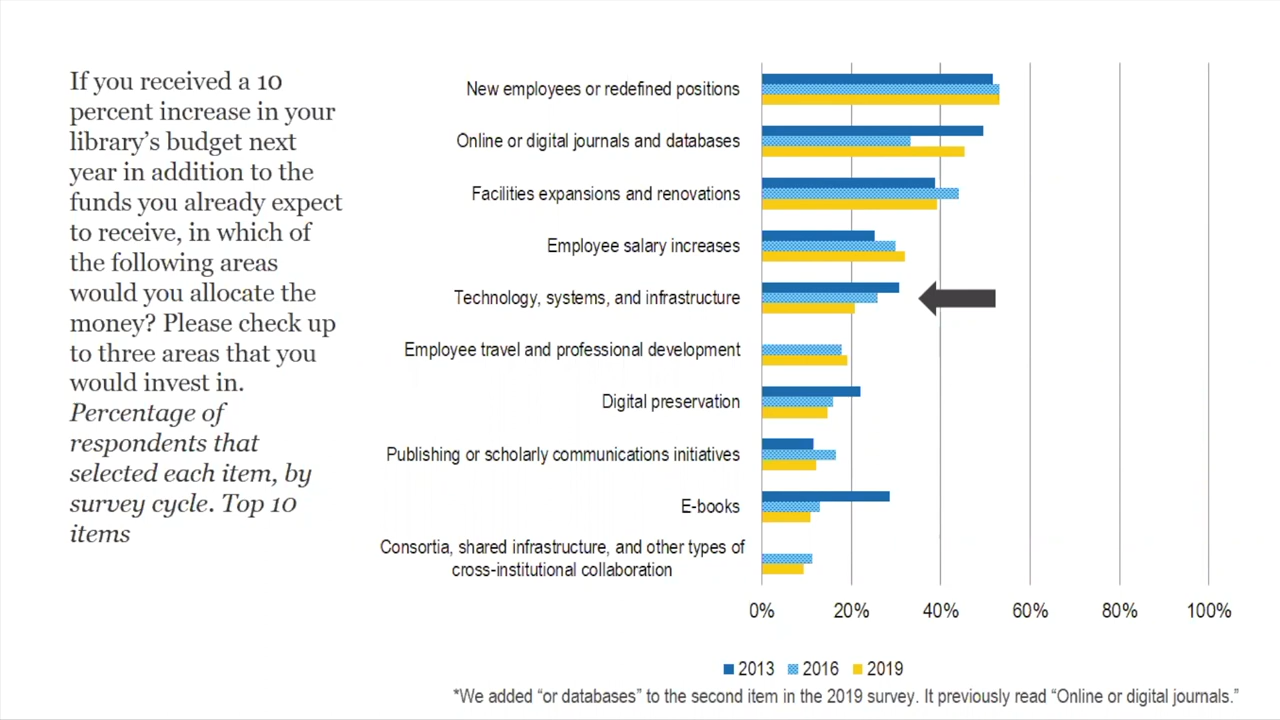 If you received a 10
percent increase in your
library’s budget next
year in addition to the
funds you already expect
to receive, in which of
the following areas
would you allocate the
money? Please check up
to three areas that you
would invest in.
Percentage of
respondents that
selected each item, by
survey cycle. Top 10
items
New employees or redefined positions
Online or digital journals and databases
Facilities expansions and renovations
Employee salary increases
Technology, systems, and infrastructure
Employee travel and professional development
Digital preservation
Publishing or scholarly communications initiatives
E-books
Consortia, shared infrastructure, and other types of
cross-institutional collaboration
0% 20% 40% 60% 80% 100%
2013 2016 2019
*We added “or databases” to the second item in the 2019 survey. It previously read “Online or digital journals.”